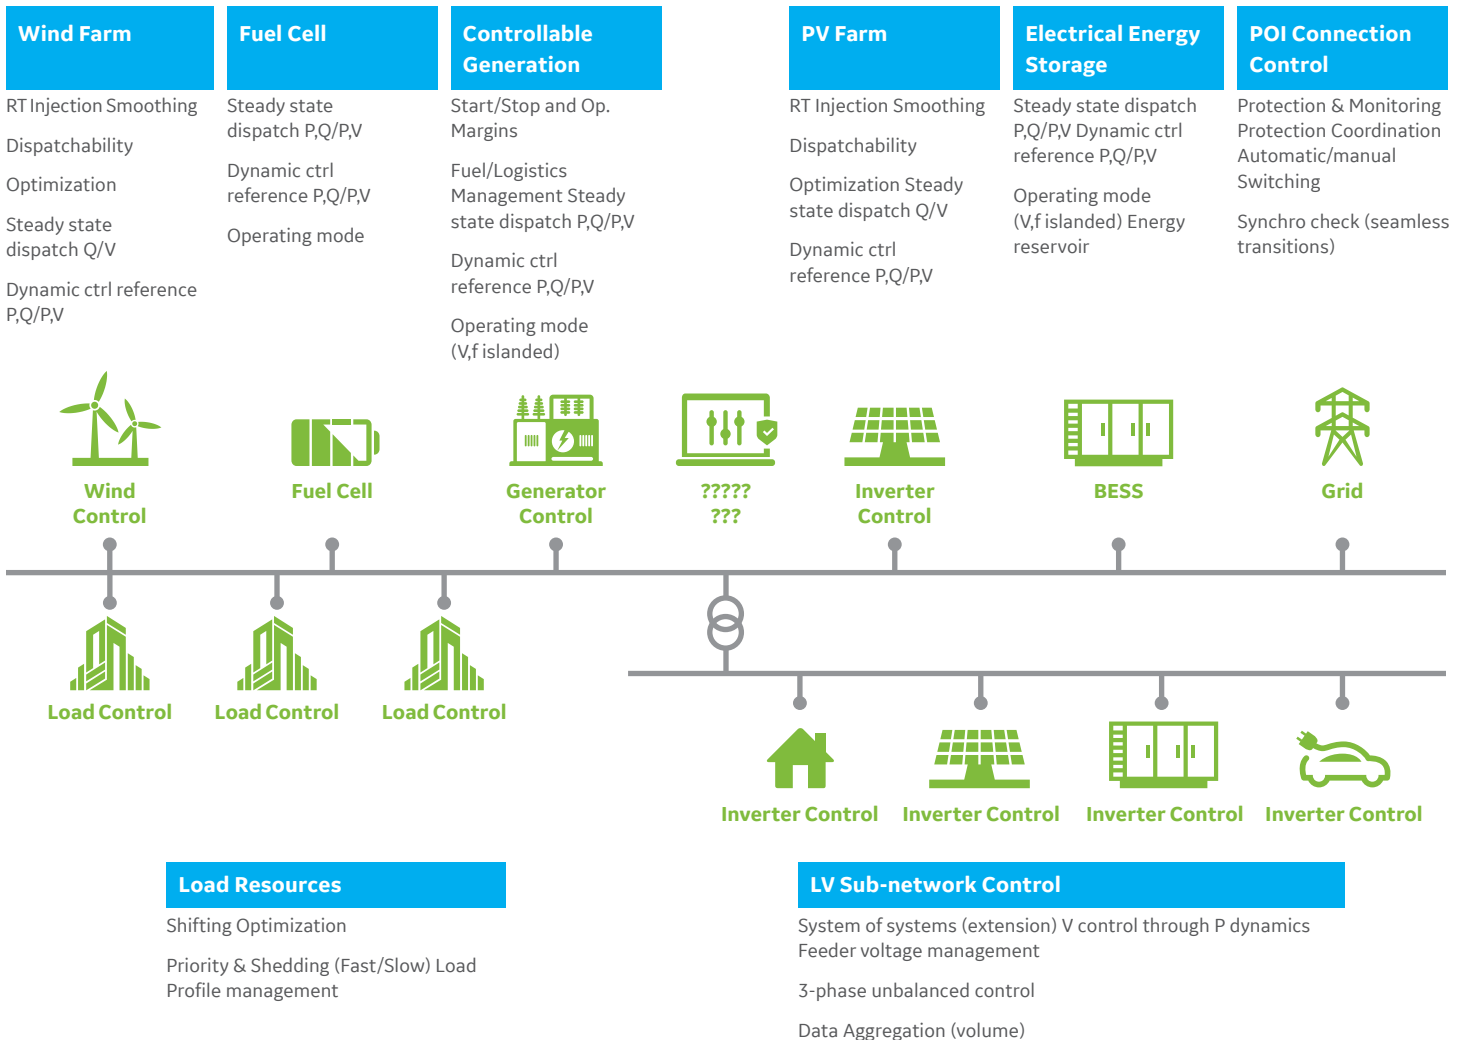 Wind Farm
RT Injection Smoothing
Dispatchability
Optimization
Steady state
dispatch Q/V
Dynamic ctrl reference
P,Q/P,V
Fuel Cell
Steady state
dispatch P,Q/P,V
Dynamic ctrl
reference P,Q/P,V
Operating mode
Controllable
Generation
Start/Stop and Op.
Margins
Fuel/Logistics
Management Steady
state dispatch P,Q/P,V
Dynamic ctrl
reference P,Q/P,V
Operating mode
(V,f islanded)
PV Farm
RT Injection Smoothing
Dispatchability
Optimization Steady
state dispatch Q/V
Dynamic ctrl
reference P,Q/P,V
Electrical Energy
Storage
Steady state dispatch
P,Q/P,V Dynamic ctrl
reference P,Q/P,V
Operating mode
(V,f islanded) Energy
reservoir
POI Connection
Control
Protection & Monitoring
Protection Coordination
Automatic/manual
Switching
Synchro check (seamless
transitions)
Wind
Control
Fuel Cell
Generator
Control
?????
???
Inverter
Control
BESS
Grid
Load Control
Load Control
Load Control
Inverter Control
Inverter Control
Inverter Control
Inverter Control
Load Resources
Shifting Optimization
Priority & Shedding (Fast/Slow) Load
Profile management
LV Sub-network Control
System of systems (extension) V control through P dynamics
Feeder voltage management
3-phase unbalanced control
Data Aggregation (volume)